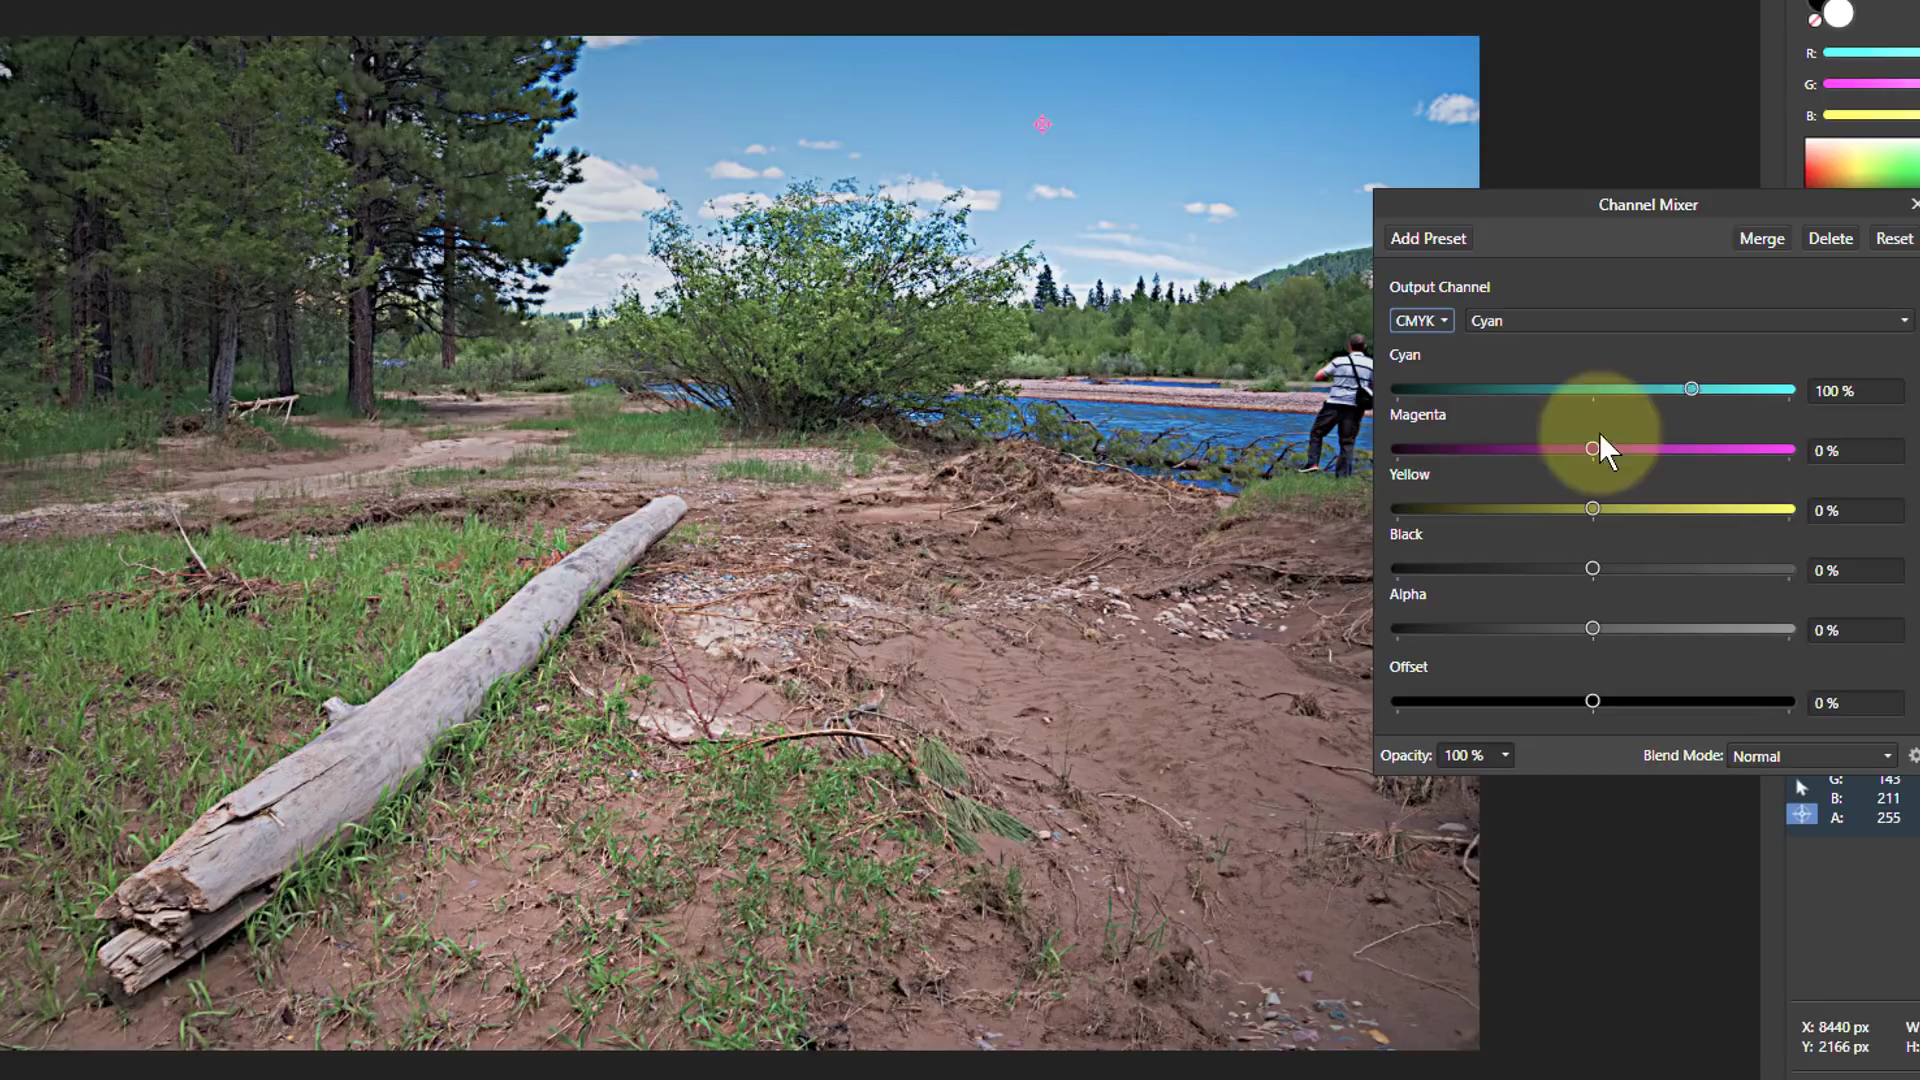 R:
G:
B:
Channel Mixer
Add Preset
Merge
Delete
Reset
Output Channel
CMYK
Cyan
Cyan
100 %
Magenta
0 %
Yellow
0 %
Black
0 %
Alpha
0 %
Offset
0 %
Opacity:
100 %
Blend Mode:
Normal
G:
143
B:
211
A:
255
X: 8440 px
W
Y: 2166 px
H: